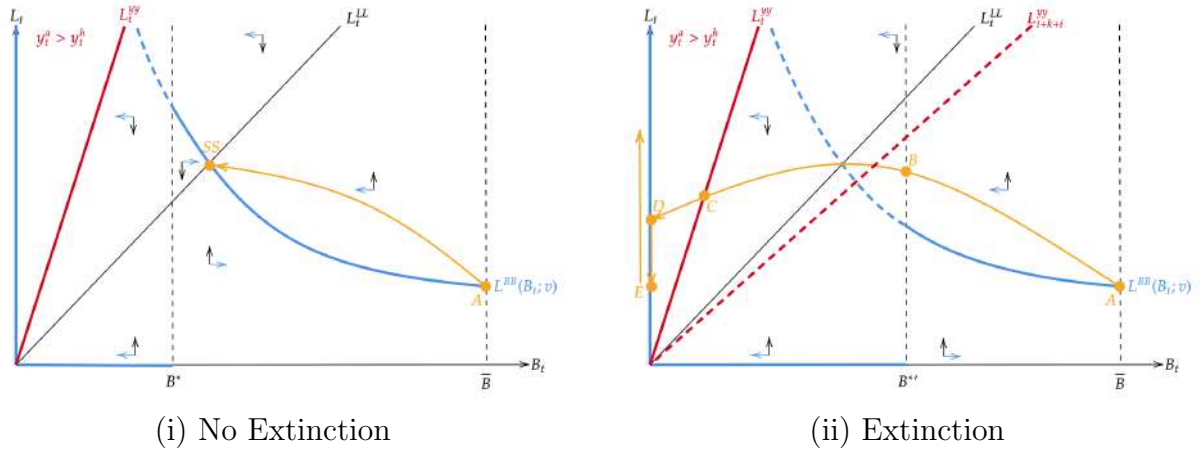 L_t
L_t^{yy}
L_t^{LL}
y_t^a > y_t^h
SS
A
L^{BB}(B_t; v)
B^*
B̅
B_t
(i) No Extinction
L_t
L_t^{yy}
L_t^{LL}
L_{t+k+i}^{yy}
y_t^a > y_t^h
B
D
C
E
A
L^{BB}(B_t; v)
B^{*′}
B̅
B_t
(ii) Extinction